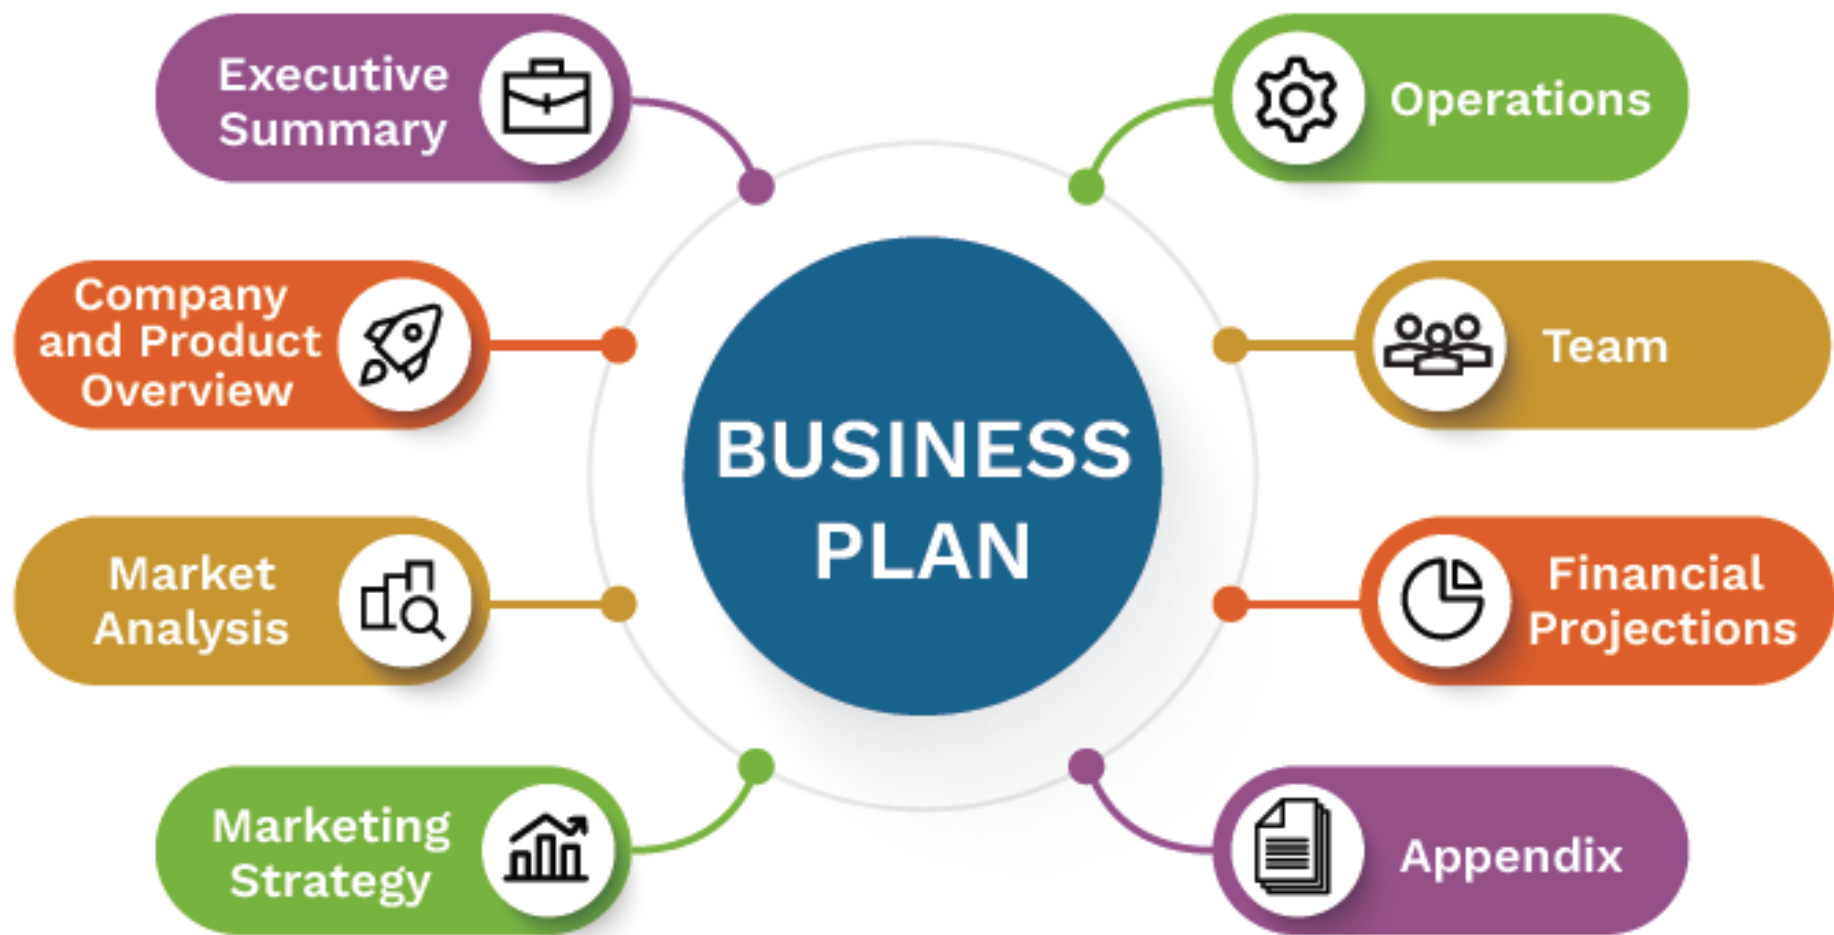 Executive
Summary
Company
and Product
Overview
Market
Analysis
Marketing
Strategy
BUSINESS
PLAN
Operations
Team
Financial
Projections
Appendix